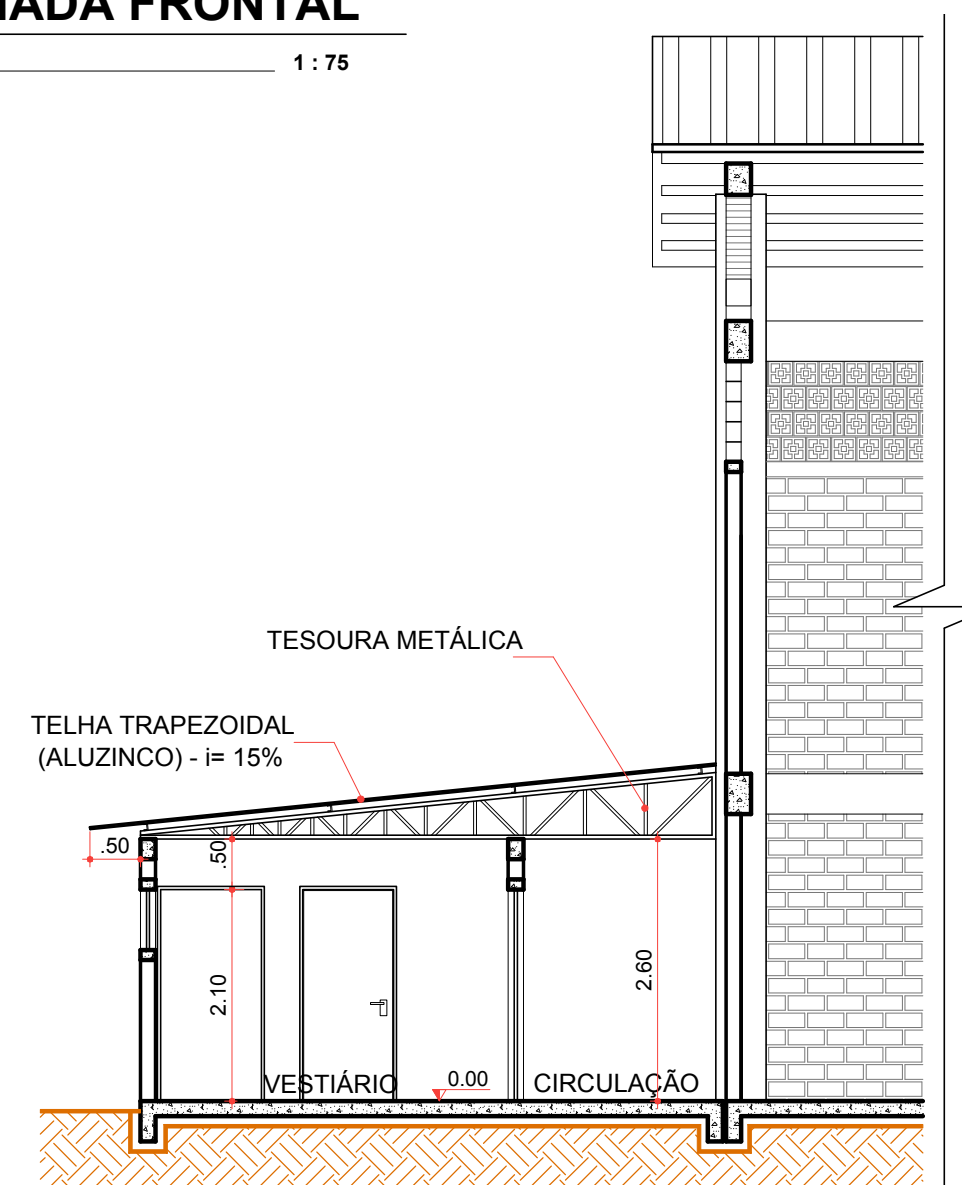 FRONTAL
1 : 75
TESOURA METÁLICA
TELHA TRAPEZOIDAL
(ALUZINCO) - i= 15%
.50
.50
2.10
2.60
VESTIÁRIO
0.00
CIRCULAÇÃO